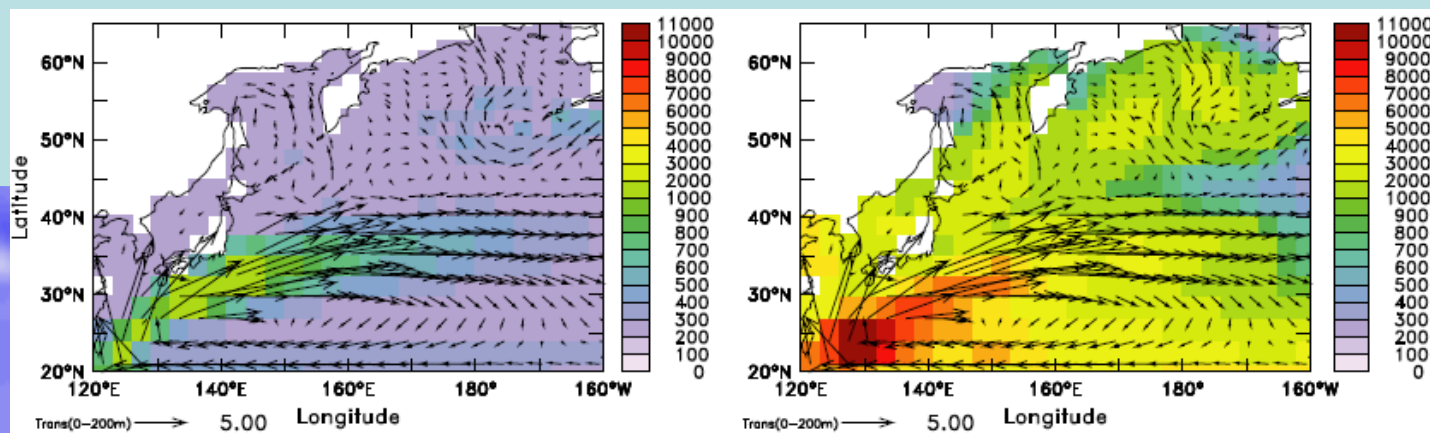 60°N
50°N
40°N
30°N
20°N
Latitude
120°E 140°E 160°E 180° 160°W
Longitude
Trans(0-200m) 5.00
11000
10000
9000
8000
7000
6000
5000
4000
3000
2000
1000
900
800
700
600
500
400
300
200
100
0
60°N
50°N
40°N
30°N
20°N
120°E 140°E 160°E 180° 160°W
Longitude
Trans(0-200m) 5.00
11000
10000
9000
8000
7000
6000
5000
4000
3000
2000
1000
900
800
700
600
500
400
300
200
100
0